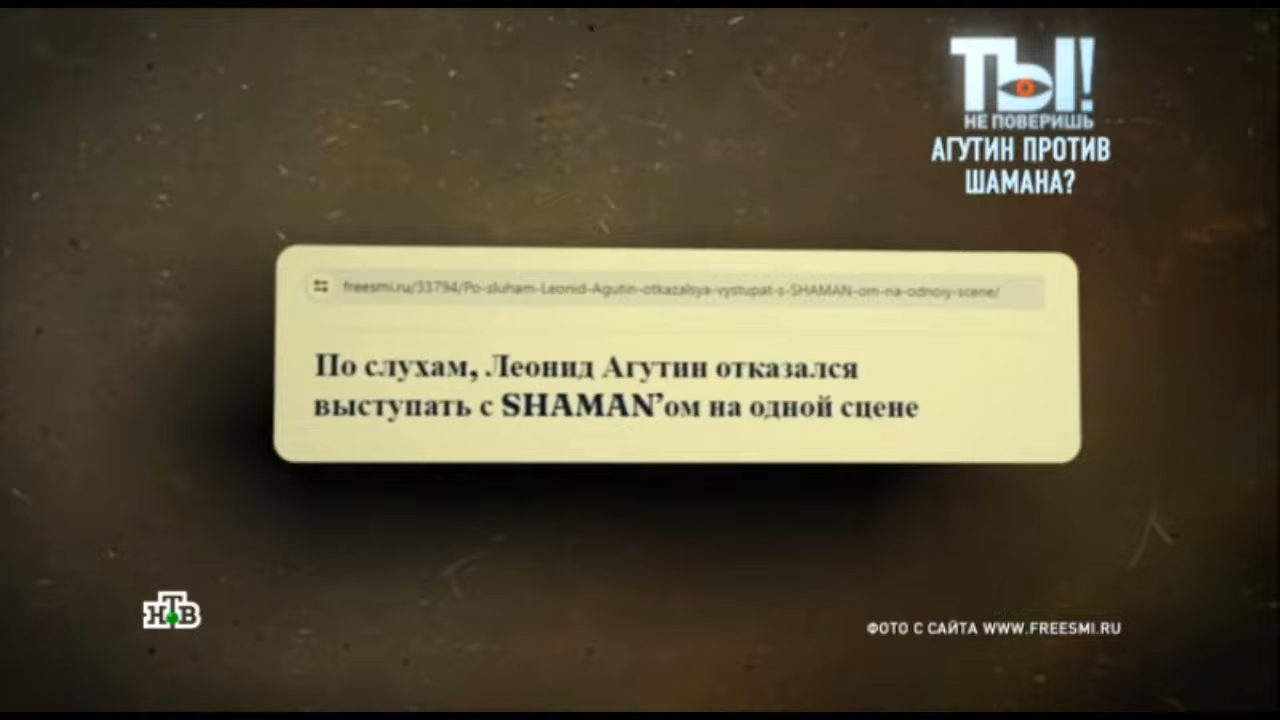 ТЫ!
НЕ ПОВЕРИШЬ
АГУТИН ПРОТИВ
ШАМАНА?
freesmi.ru/33794/Po-sluham-Leonid-Agutin-otkazalsya-vystupat-s-SHAMAN-om-na-odnoiy-scene/
По слухам, Леонид Агутин отказался
выступать с SHAMAN’ом на одной сцене
НТВ
ФОТО С САЙТА WWW.FREESMI.RU